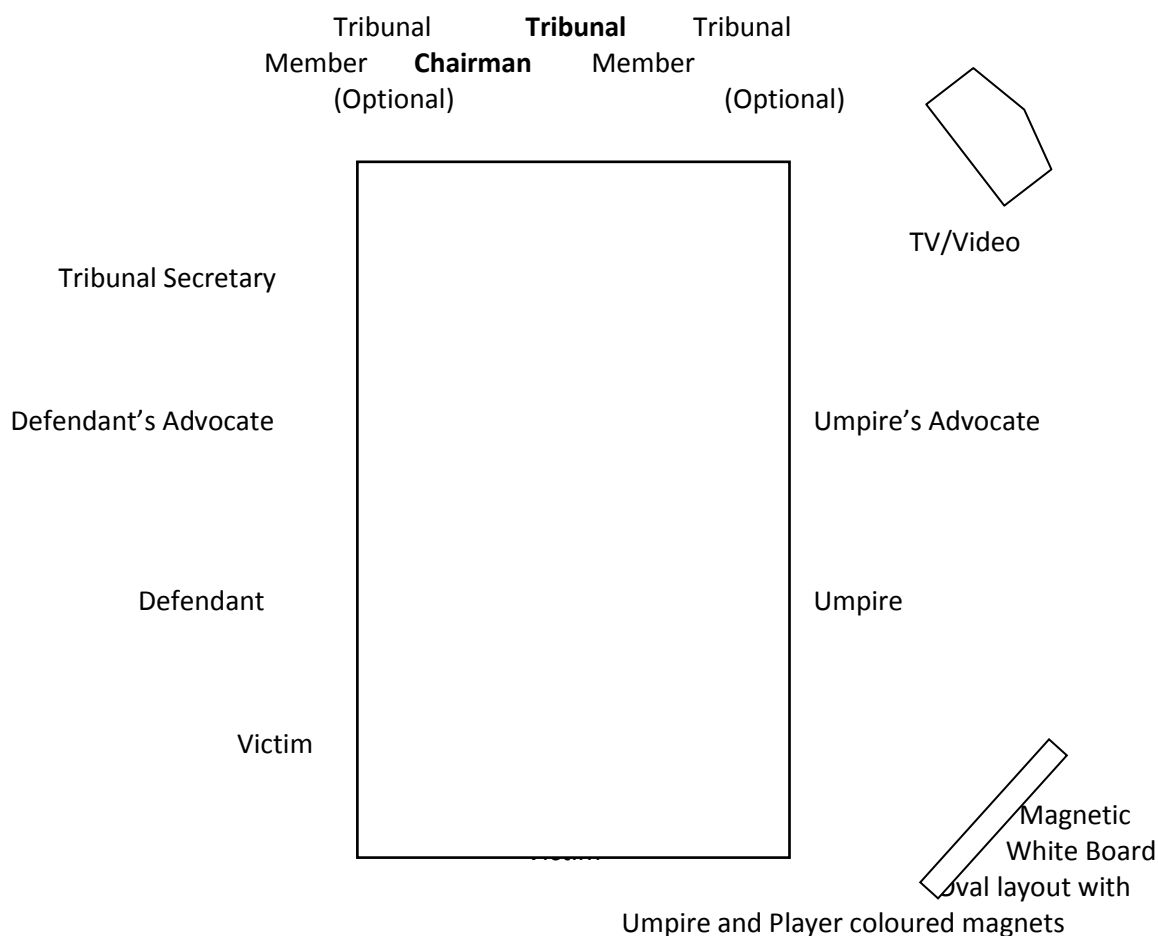 Tribunal Tribunal Tribunal
Member Chairman Member
(Optional) (Optional)
TV/Video
Tribunal Secretary
Defendant’s Advocate Umpire’s Advocate
Defendant Umpire
Victim
Magnetic
White Board
layout with
Umpire and Player coloured magnets